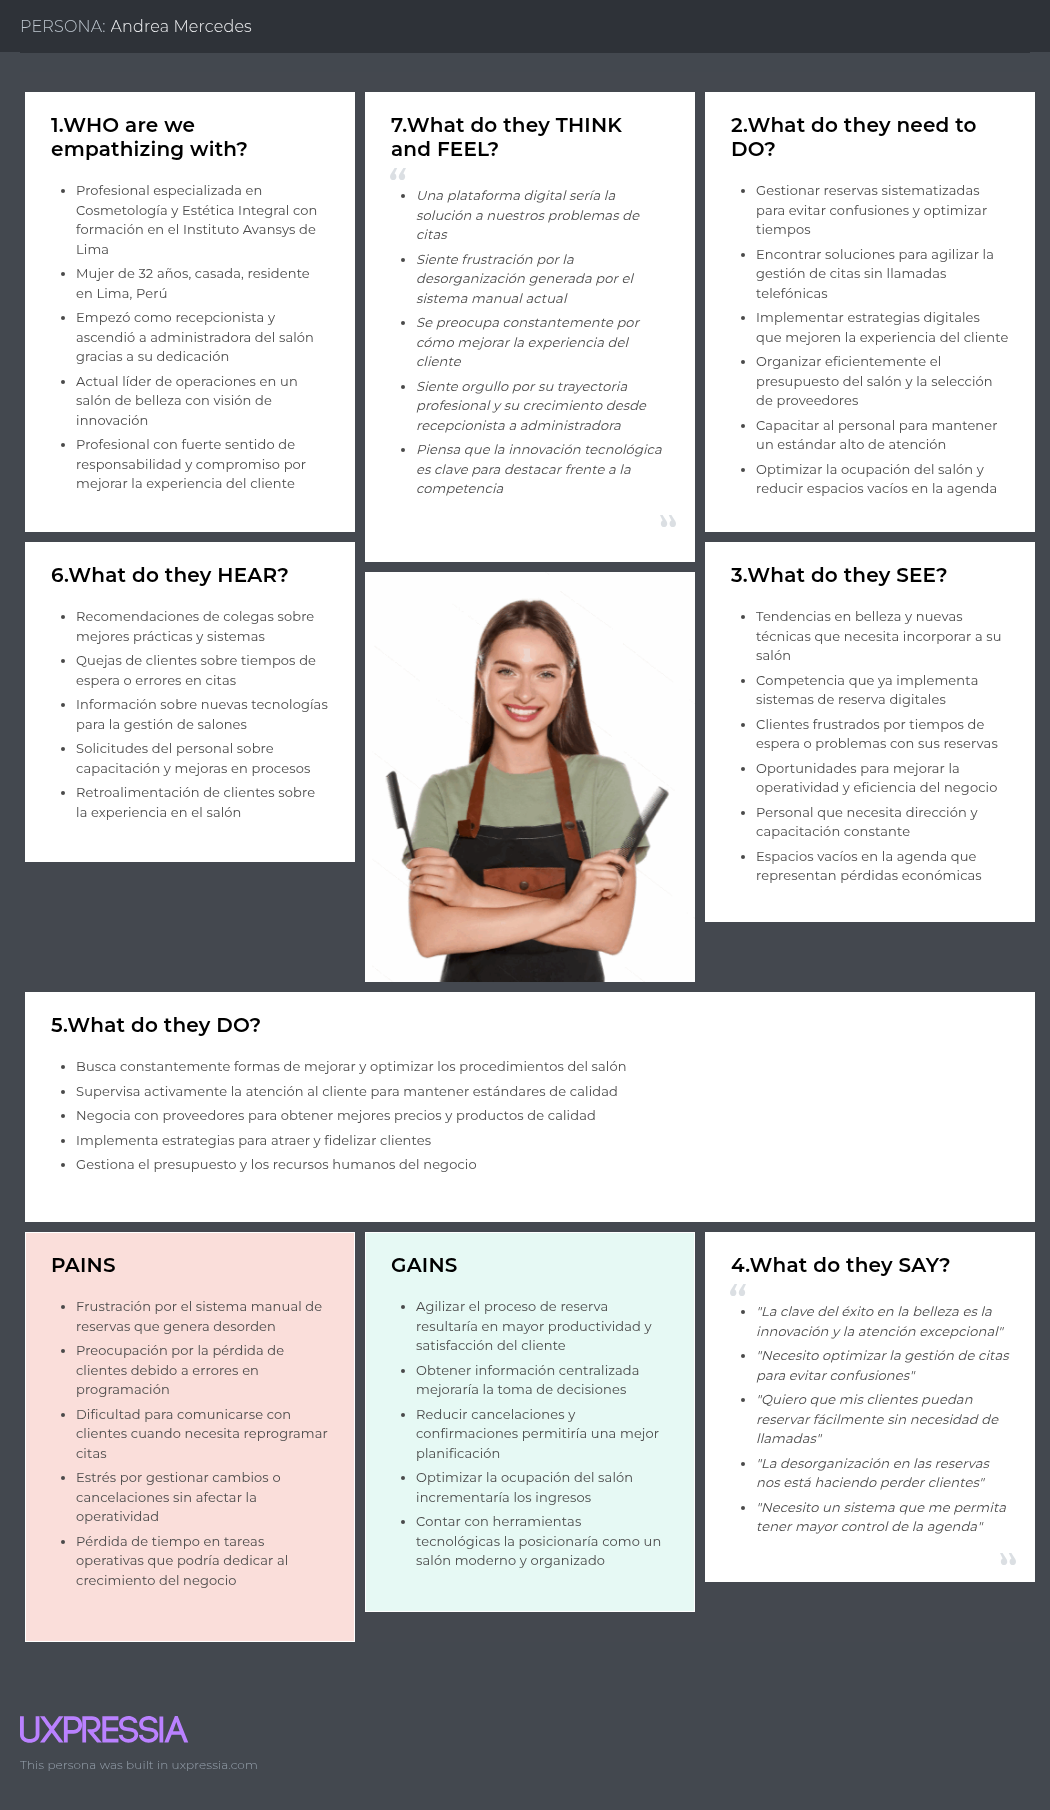 PERSONA: Andrea Mercedes
1.WHO are we
empathizing with?
• Profesional especializada en
Cosmetología y Estética Integral con
formación en el Instituto Avansys de
Lima
• Mujer de 32 años, casada, residente
en Lima, Perú
• Empezó como recepcionista y
ascendió a administradora del salón
gracias a su dedicación
• Actual líder de operaciones en un
salón de belleza con visión de
innovación
• Profesional con fuerte sentido de
responsabilidad y compromiso por
mejorar la experiencia del cliente
7.What do they THINK
and FEEL?
“
• Una plataforma digital sería la
solución a nuestros problemas de
citas
• Siente frustración por la
desorganización generada por el
sistema manual actual
• Se preocupa constantemente por
cómo mejorar la experiencia del
cliente
• Siente orgullo por su trayectoria
profesional y su crecimiento desde
recepcionista a administradora
• Piensa que la innovación tecnológica
es clave para destacar frente a la
competencia
”
2.What do they need to
DO?
• Gestionar reservas sistematizadas
para evitar confusiones y optimizar
tiempos
• Encontrar soluciones para agilizar la
gestión de citas sin llamadas
telefónicas
• Implementar estrategias digitales
que mejoren la experiencia del cliente
• Organizar eficientemente el
presupuesto del salón y la selección
de proveedores
• Capacitar al personal para mantener
un estándar alto de atención
• Optimizar la ocupación del salón y
reducir espacios vacíos en la agenda
6.What do they HEAR?
• Recomendaciones de colegas sobre
mejores prácticas y sistemas
• Quejas de clientes sobre tiempos de
espera o errores en citas
• Información sobre nuevas tecnologías
para la gestión de salones
• Solicitudes del personal sobre
capacitación y mejoras en procesos
• Retroalimentación de clientes sobre
la experiencia en el salón
3.What do they SEE?
• Tendencias en belleza y nuevas
técnicas que necesita incorporar a su
salón
• Competencia que ya implementa
sistemas de reserva digitales
• Clientes frustrados por tiempos de
espera o problemas con sus reservas
• Oportunidades para mejorar la
operatividad y eficiencia del negocio
• Personal que necesita dirección y
capacitación constante
• Espacios vacíos en la agenda que
representan pérdidas económicas
5.What do they DO?
• Busca constantemente formas de mejorar y optimizar los procedimientos del salón
• Supervisa activamente la atención al cliente para mantener estándares de calidad
• Negocia con proveedores para obtener mejores precios y productos de calidad
• Implementa estrategias para atraer y fidelizar clientes
• Gestiona el presupuesto y los recursos humanos del negocio
PAINS
• Frustración por el sistema manual de
reservas que genera desorden
• Preocupación por la pérdida de
clientes debido a errores en
programación
• Dificultad para comunicarse con
clientes cuando necesita reprogramar
citas
• Estrés por gestionar cambios o
cancelaciones sin afectar la
operatividad
• Pérdida de tiempo en tareas
operativas que podría dedicar al
crecimiento del negocio
GAINS
• Agilizar el proceso de reserva
resultaría en mayor productividad y
satisfacción del cliente
• Obtener información centralizada
mejoraría la toma de decisiones
• Reducir cancelaciones y
confirmaciones permitiría una mejor
planificación
• Optimizar la ocupación del salón
incrementaría los ingresos
• Contar con herramientas
tecnológicas la posicionaría como un
salón moderno y organizado
4.What do they SAY?
“
• "La clave del éxito en la belleza es la
innovación y la atención excepcional"
• "Necesito optimizar la gestión de citas
para evitar confusiones"
• "Quiero que mis clientes puedan
reservar fácilmente sin necesidad de
llamadas"
• "La desorganización en las reservas
nos está haciendo perder clientes"
• "Necesito un sistema que me permita
tener mayor control de la agenda"
”
UXPRESSIA
This persona was built in uxpressia.com